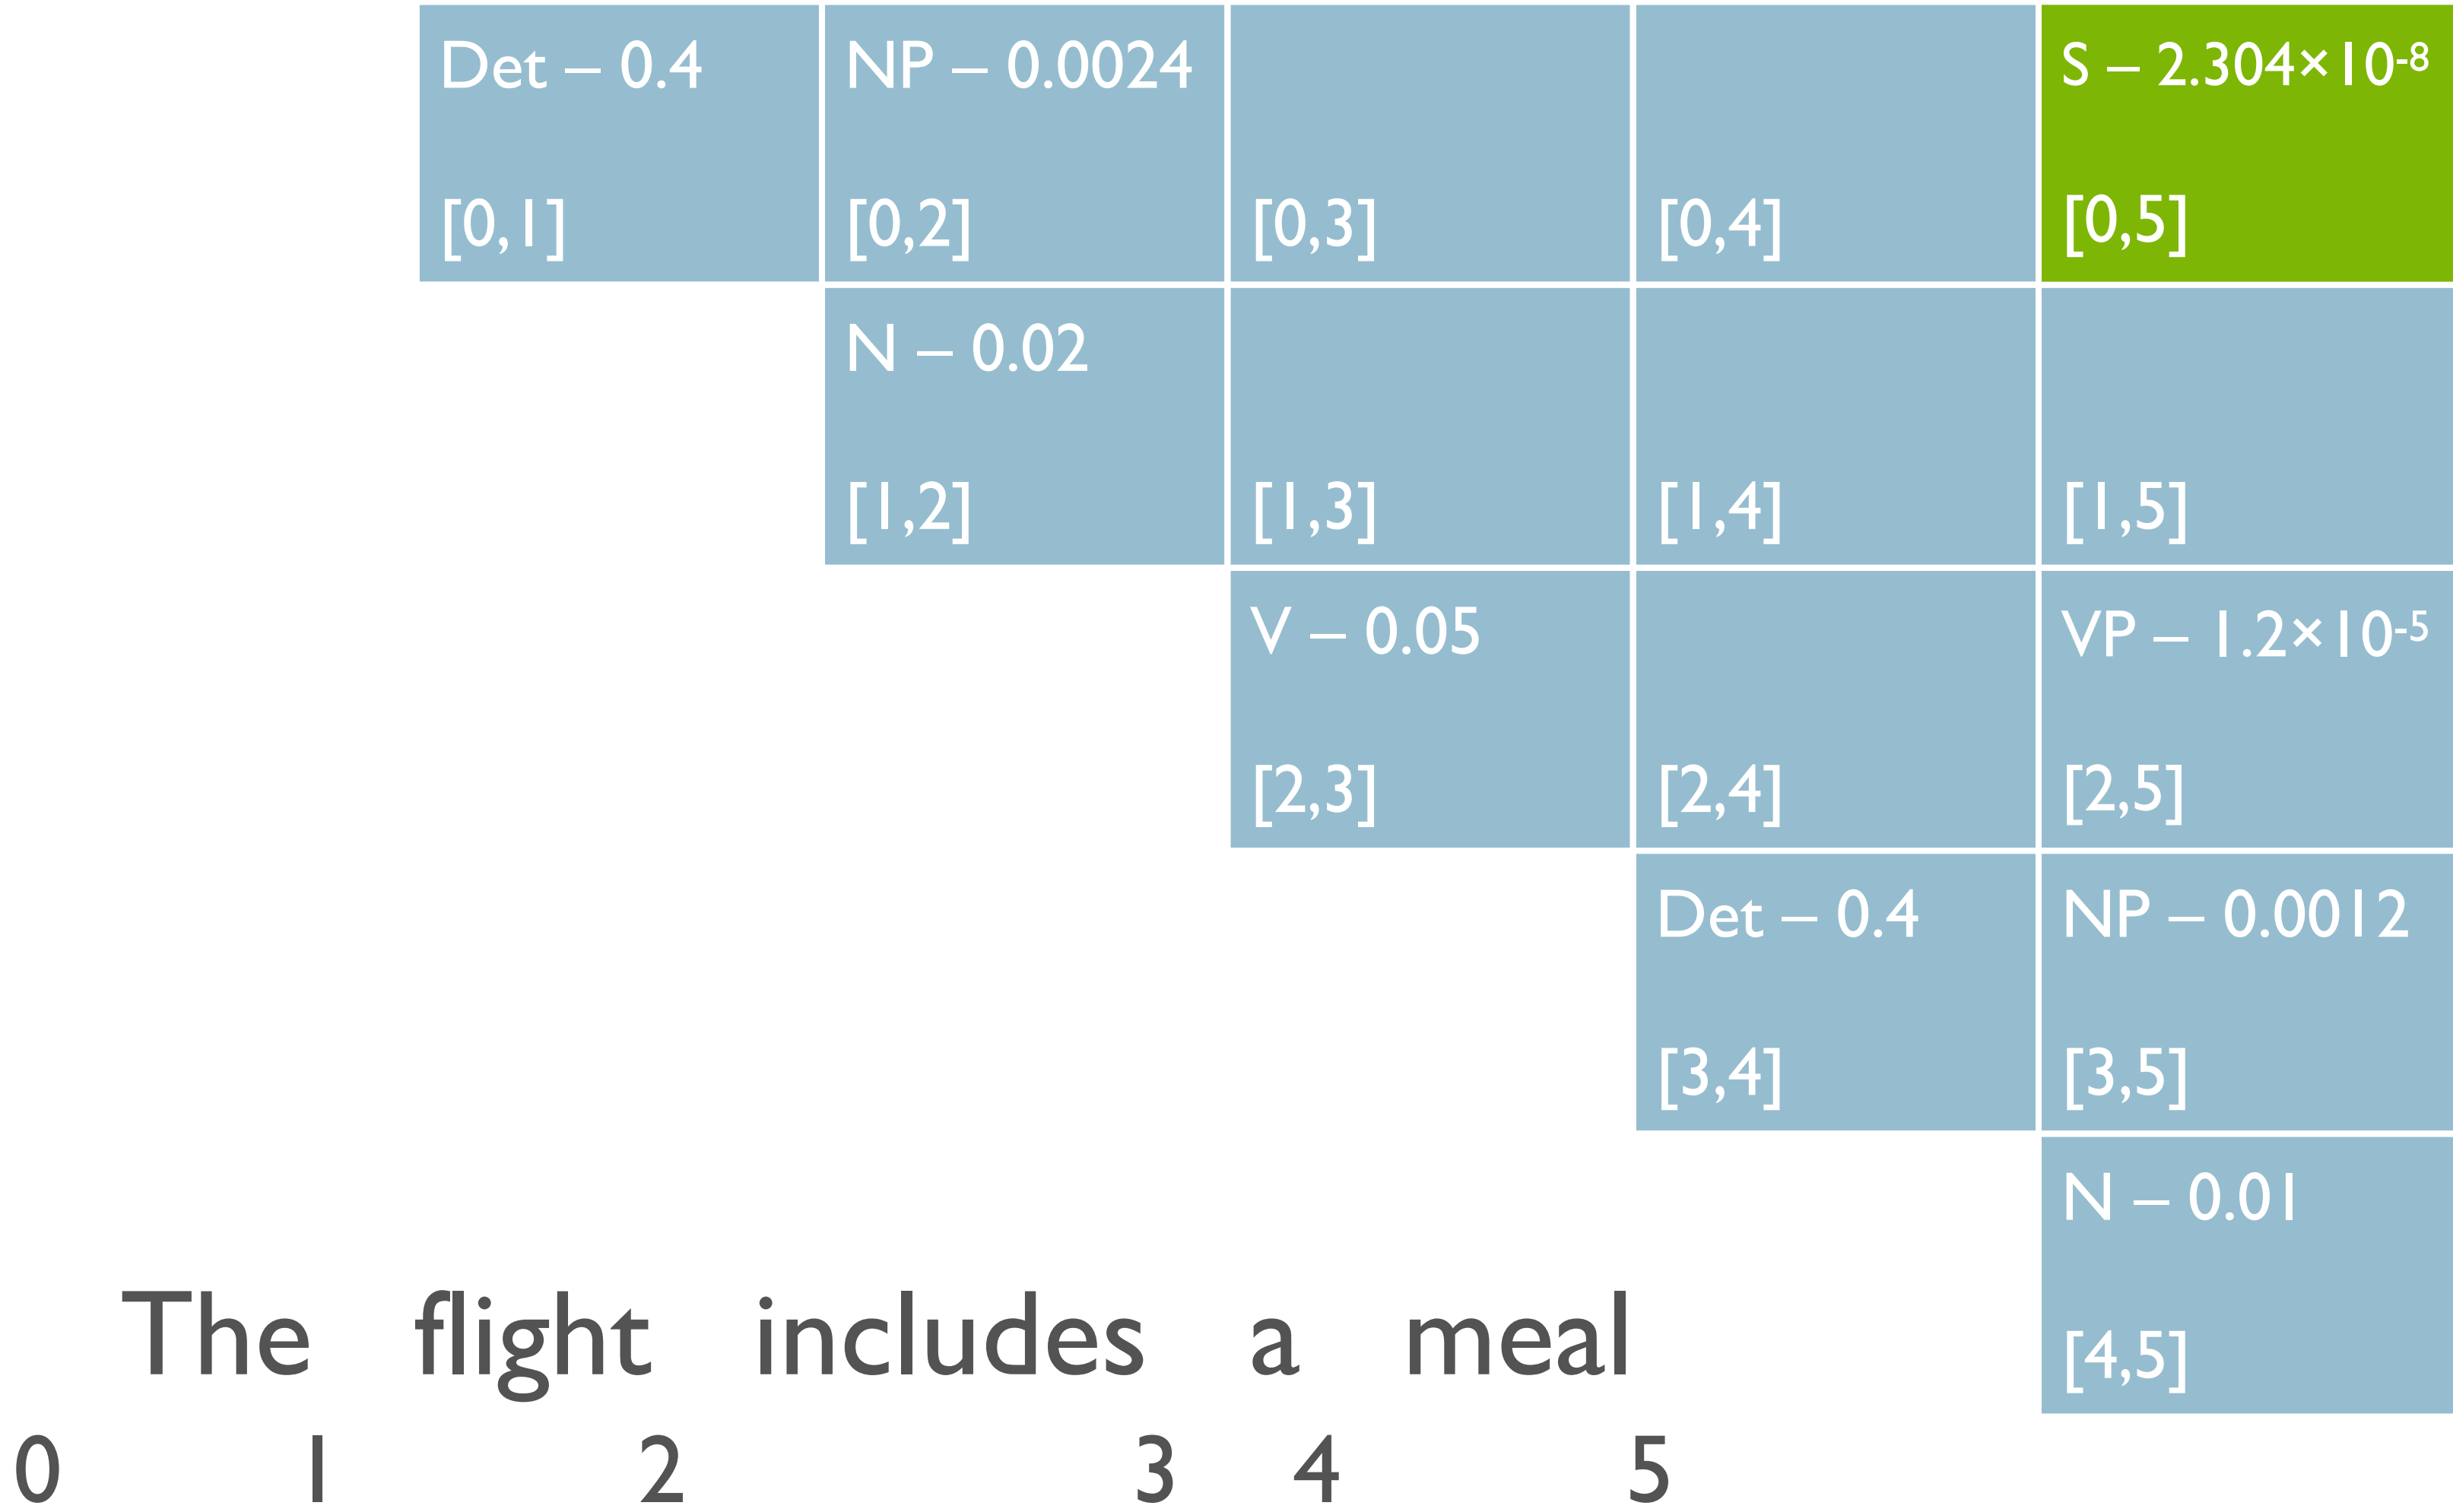 Det – 0.4 NP – 0.0024 S – 2.304×10⁻⁸
[0,1] [0,2] [0,3] [0,4] [0,5]
N – 0.02
[1,2] [1,3] [1,4] [1,5]
V – 0.05 VP – 1.2×10⁻⁵
[2,3] [2,4] [2,5]
Det – 0.4 NP – 0.0012
[3,4] [3,5]
N – 0.01
[4,5]
The flight includes a meal
0 1 2 3 4 5